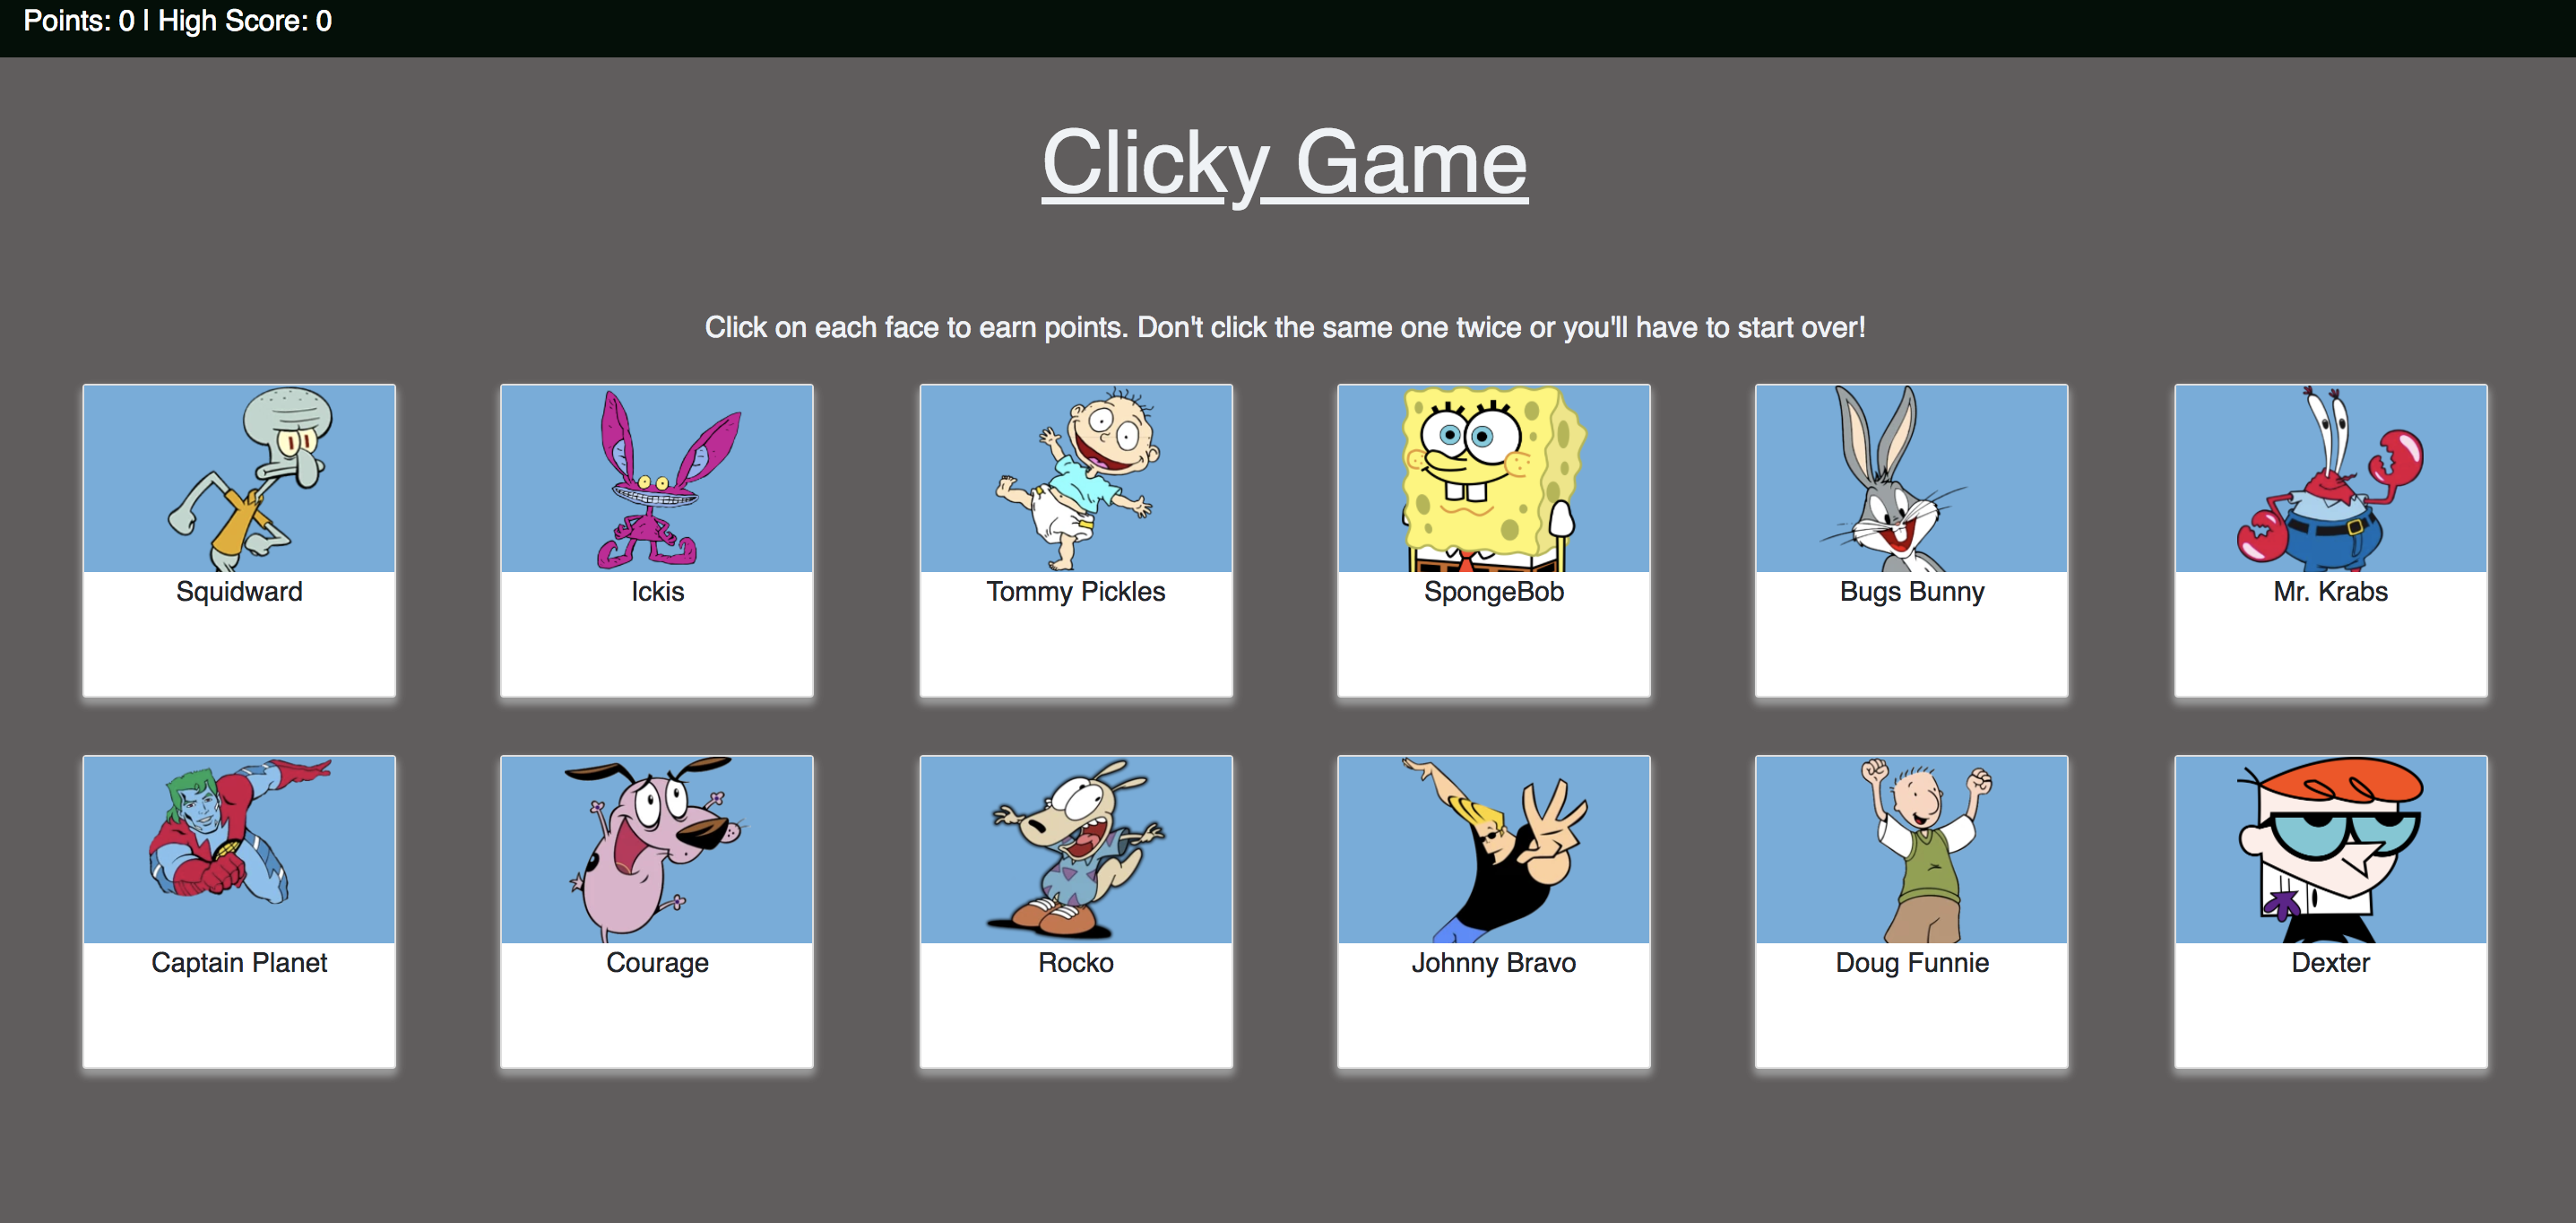 Points: 0 | High Score: 0
Clicky Game
Click on each face to earn points. Don't click the same one twice or you'll have to start over!
Squidward
Ickis
Tommy Pickles
SpongeBob
Bugs Bunny
Mr. Krabs
Captain Planet
Courage
Rocko
Johnny Bravo
Doug Funnie
Dexter